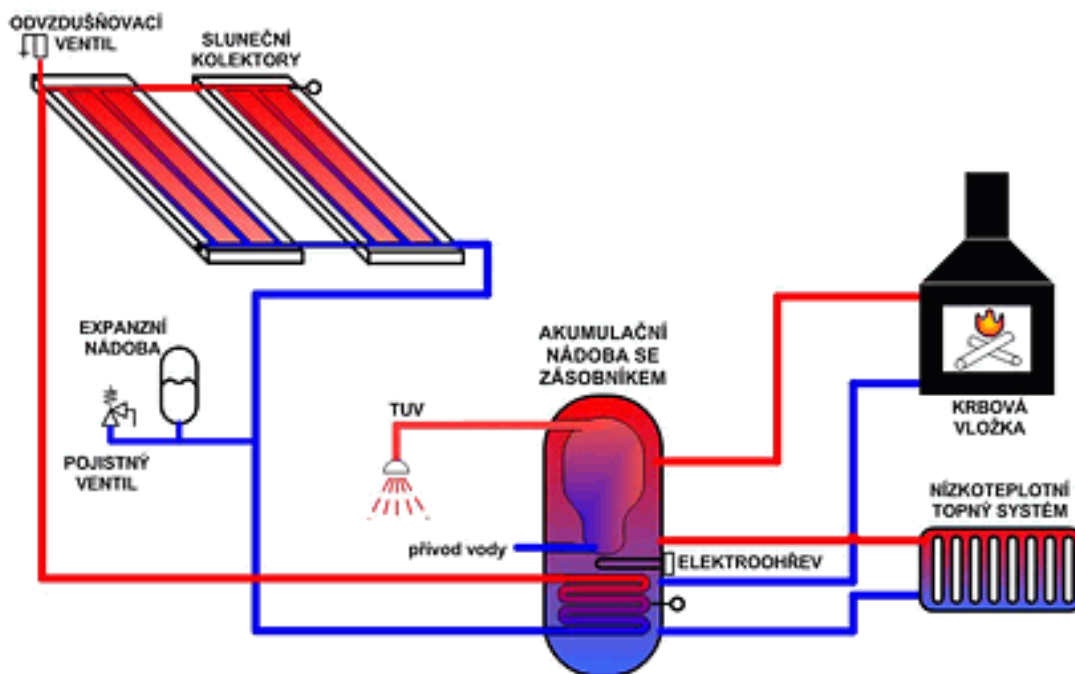 ODVZDUŠŇOVACÍ
VENTIL
SLUNEČNÍ
KOLEKTORY
EXPANZNÍ
NÁDOBA
POJISTNÝ
VENTIL
TUV
AKUMULAČNÍ
NÁDOBA SE
ZÁSOBNÍKEM
přívod vody
ELEKTROOHŘEV
KRBOVÁ
VLOŽKA
NÍZKOTEPLOTNÍ
TOPNÝ SYSTÉM